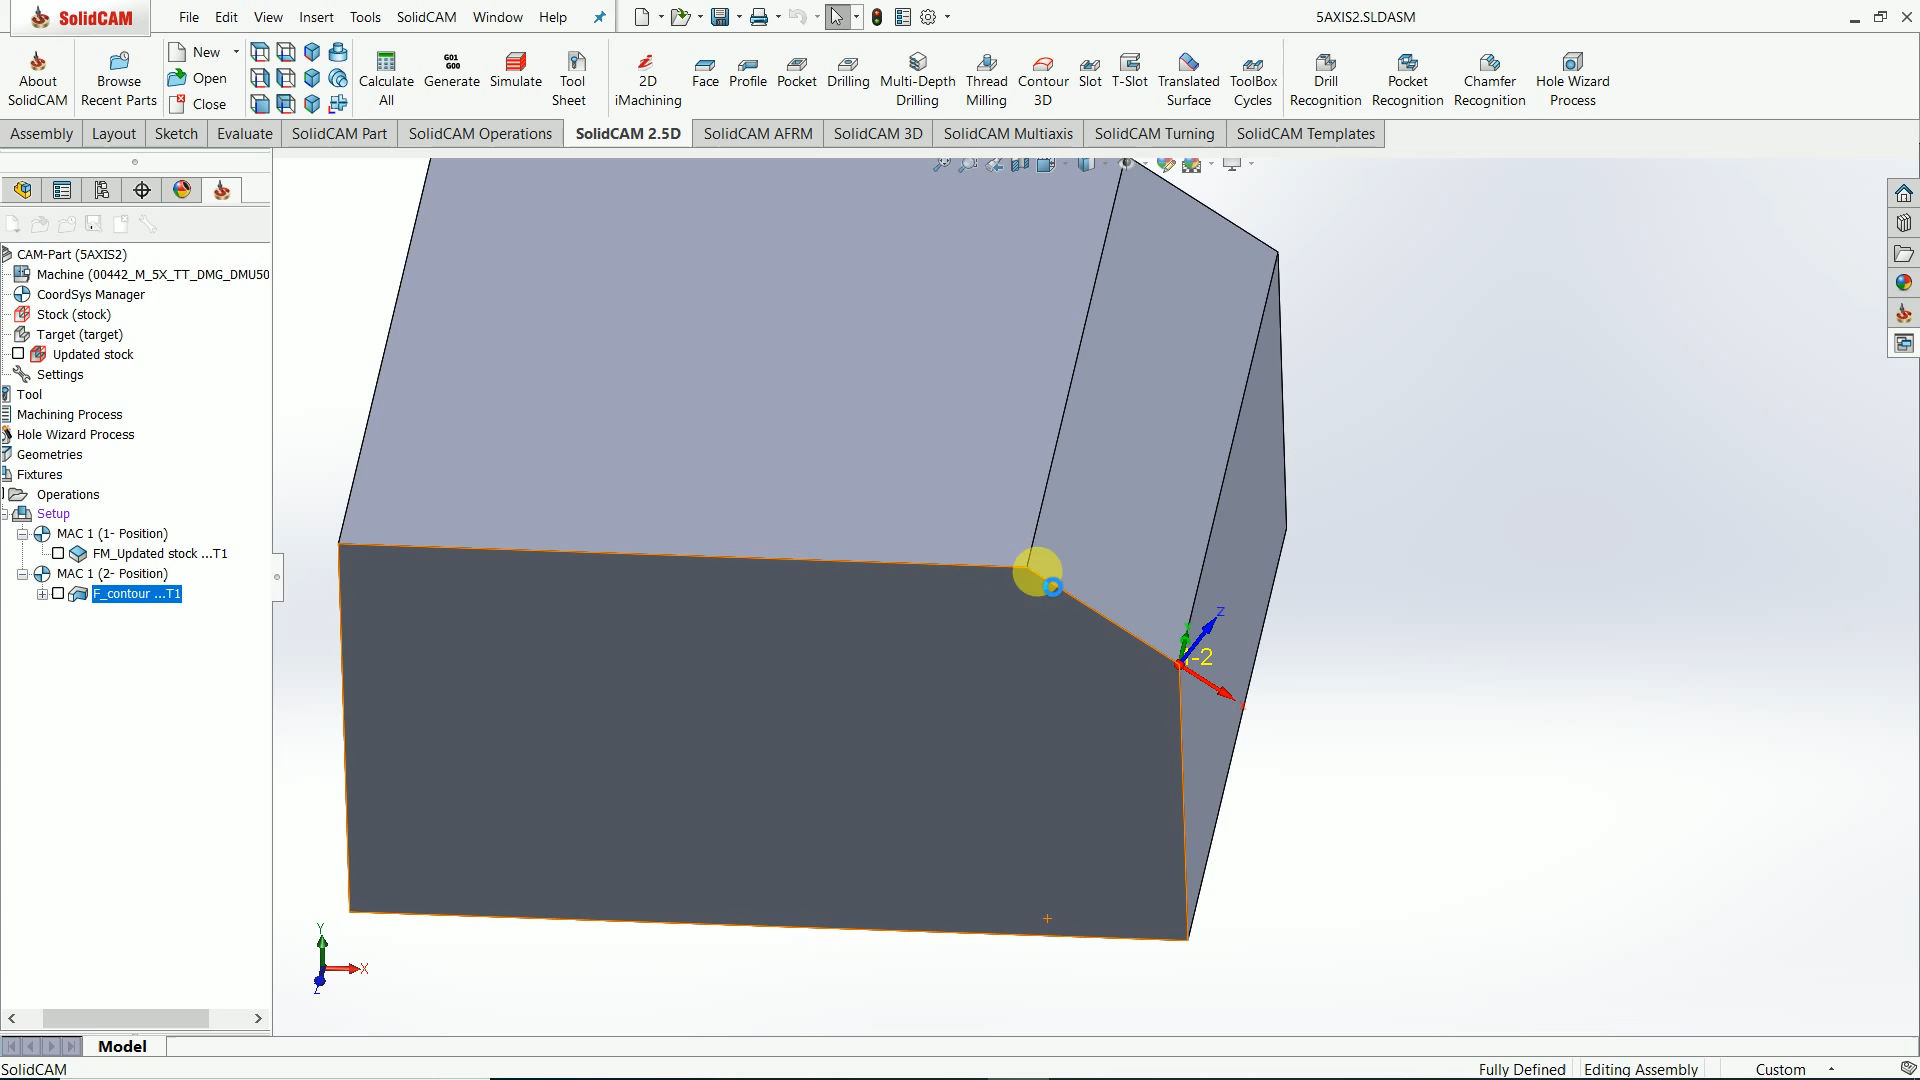 SolidCAM
File Edit View Insert Tools SolidCAM Window Help
5AXIS2.SLDASM
About SolidCAM
Browse Recent Parts
New
Open
Close
Calculate All
G01 G00
Generate
Simulate
Tool Sheet
2D iMachining
Face
Profile
Pocket
Drilling
Multi-Depth Drilling
Thread Milling
Contour 3D
Slot
T-Slot
Translated Surface
ToolBox Cycles
Drill Recognition
Pocket Recognition
Chamfer Recognition
Hole Wizard Process
Assembly Layout Sketch Evaluate SolidCAM Part SolidCAM Operations SolidCAM 2.5D SolidCAM AFRM SolidCAM 3D SolidCAM Multiaxis SolidCAM Turning SolidCAM Templates
CAM-Part (5AXIS2)
Machine (00442_M_5X_TT_DMG_DMU50
CoordSys Manager
Stock (stock)
Target (target)
Updated stock
Settings
Tool
Machining Process
Hole Wizard Process
Geometries
Fixtures
Operations
Setup
MAC 1 (1- Position)
FM_Updated stock ...T1
MAC 1 (2- Position)
F_contour ...T1
Z
-2
Y
X
Z
Model
SolidCAM
Fully Defined Editing Assembly Custom